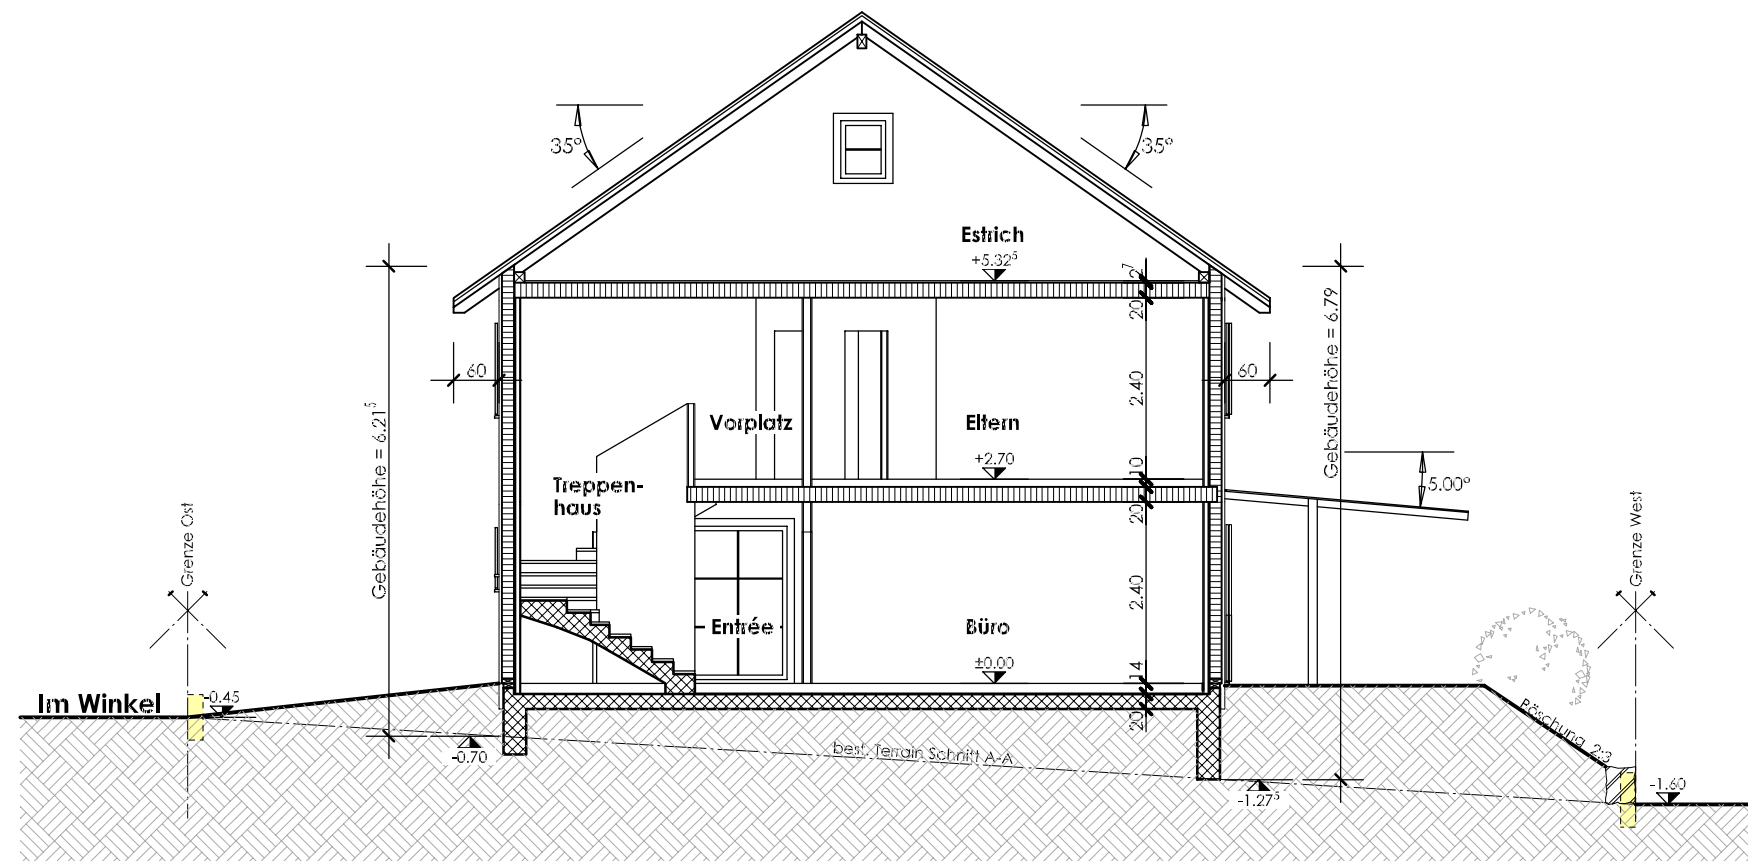 35°
35°
Estrich
+5.32⁵
2⁷
20
Gebäudehöhe = 6.21⁵
Gebäudehöhe = 6.79
60
60
2.40
Vorplatz
Eltern
+2.70
10
20
5.00°
Treppen-
haus
Grenze Ost
Grenze West
2.40
Entrée
Büro
±0.00
14
20
Im Winkel
-0.45
-0.70
best. Terrain Schnitt A-A
-1.27⁵
Böschung 2:3
-1.60